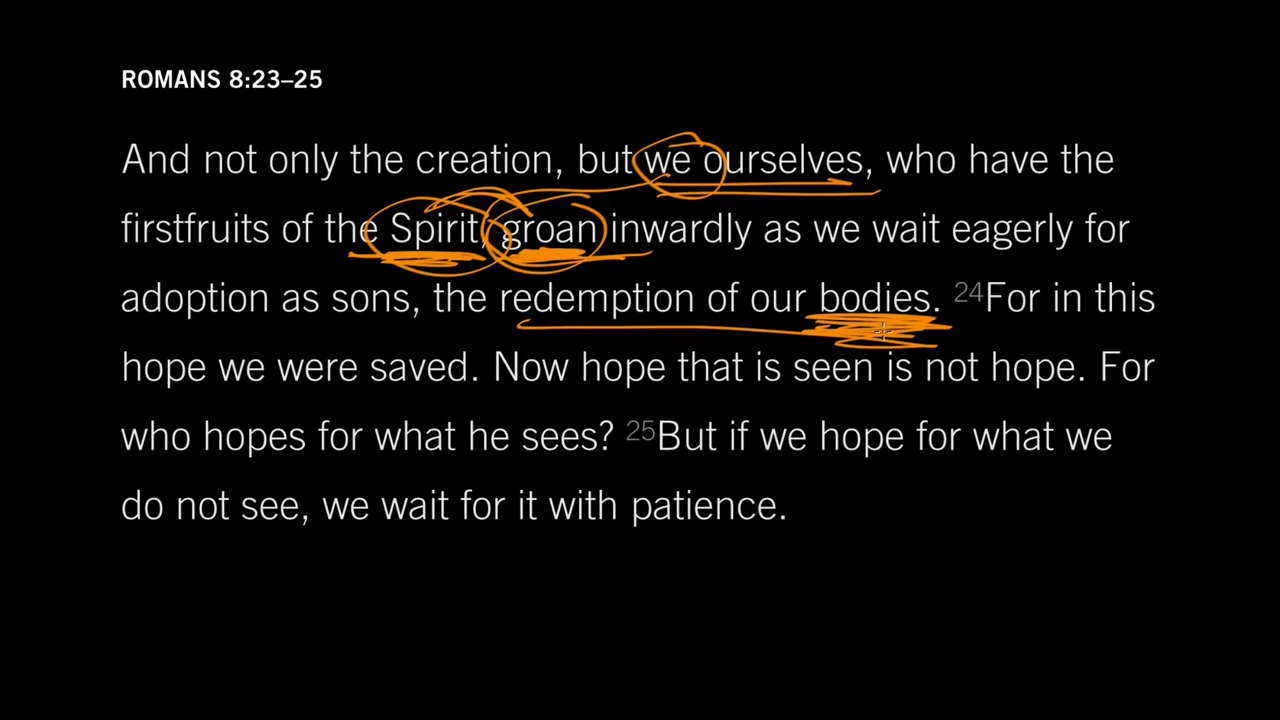 ROMANS 8:23–25
And not only the creation, but we ourselves, who have the
firstfruits of the Spirit, groan inwardly as we wait eagerly for
adoption as sons, the redemption of our bodies. 24For in this
hope we were saved. Now hope that is seen is not hope. For
who hopes for what he sees? 25But if we hope for what we
do not see, we wait for it with patience.